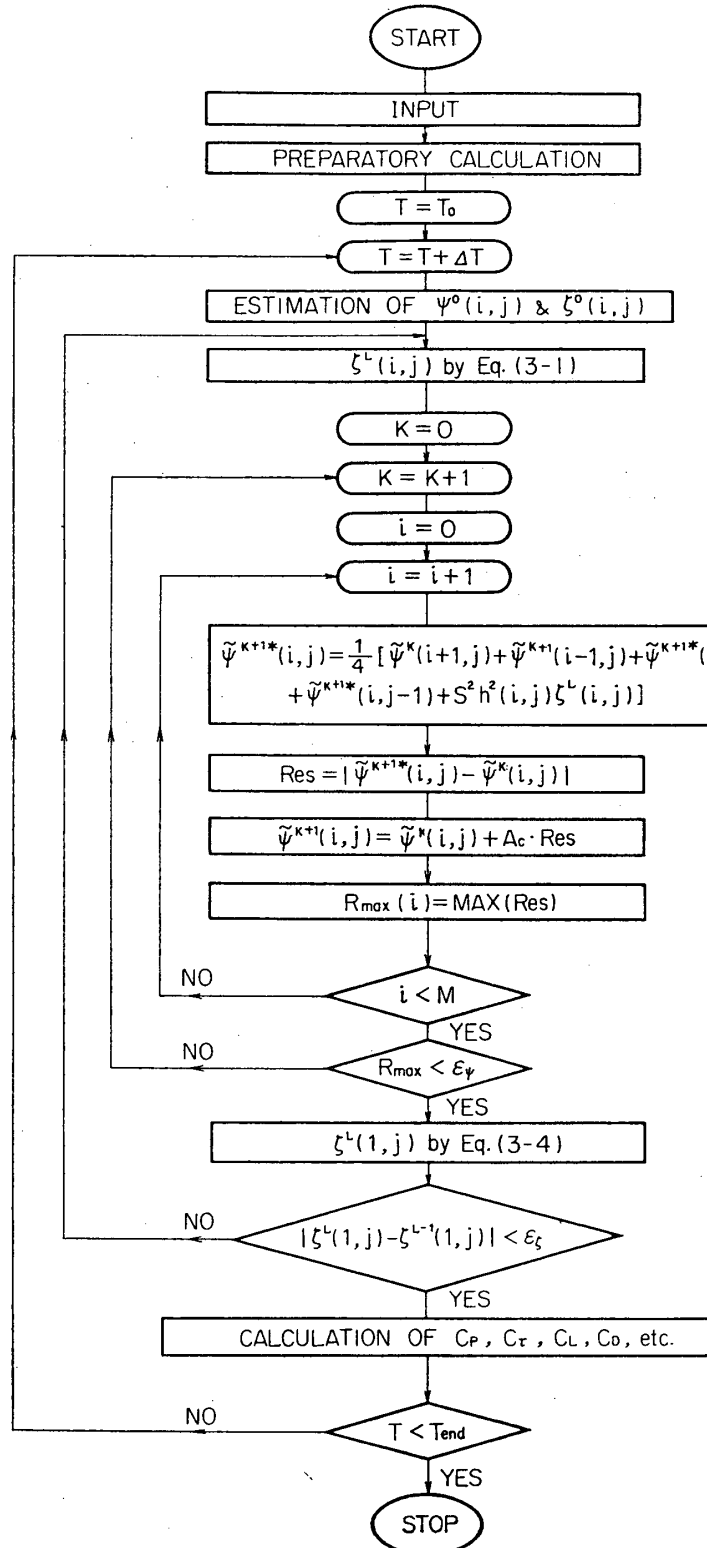 START
INPUT
PREPARATORY CALCULATION
T = T₀
T = T + ΔT
ESTIMATION OF ψ⁰(i,j) & ζ⁰(i,j)
ζᴸ(i,j) by Eq. (3-1)
K = 0
K = K+1
i = 0
i = i+1
ψ̃ᴷ⁺¹*(i,j) = 1/4 [ψ̃ᴷ(i+1,j) + ψ̃ᴷ⁺¹(i-1,j) + ψ̃ᴷ⁺¹*(
+ ψ̃ᴷ⁺¹*(i,j-1) + S²h²(i,j)ζᴸ(i,j)]
Res = |ψ̃ᴷ⁺¹*(i,j) - ψ̃ᴷ(i,j)|
ψ̃ᴷ⁺¹(i,j) = ψ̃ᴷ(i,j) + Ac · Res
Rmax(i) = MAX(Res)
NO
i < M
YES
NO
Rmax < εψ
YES
ζᴸ(1,j) by Eq. (3-4)
NO
|ζᴸ(1,j) - ζᴸ⁻¹(1,j)| < εζ
YES
CALCULATION OF CP, Cτ, CL, CD, etc.
NO
T < Tend
YES
STOP